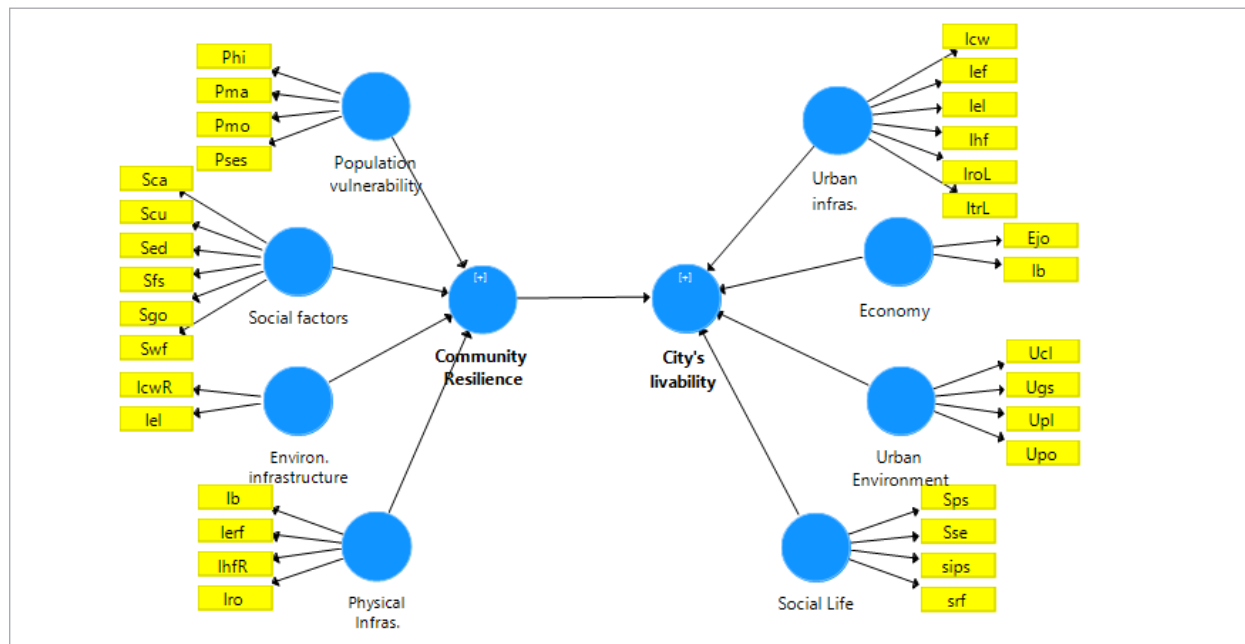 Phi
Pma
Pmo
Pses
Population
vulnerability
Sca
Scu
Sed
Sfs
Sgo
Swf
Social factors
IcwR
Iel
Environ.
infrastructure
Ib
Ierf
IhfR
Iro
Physical
Infras.
[+]
Community
Resilience
[+]
City's
livability
Icw
Ief
Iel
Ihf
IroL
ItrL
Urban
infras.
Ejo
Ib
Economy
Ucl
Ugs
Upl
Upo
Urban
Environment
Sps
Sse
sips
srf
Social Life